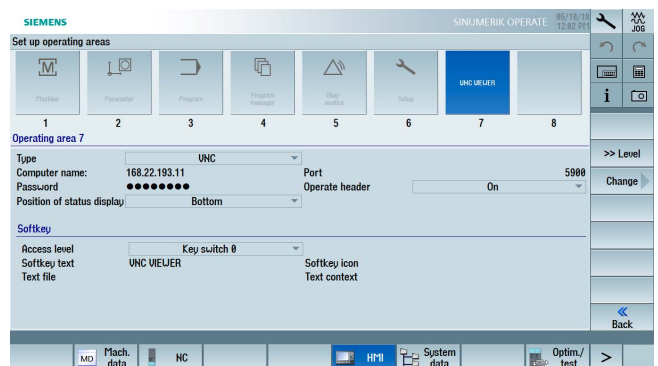 SIEMENS
SINUMERIK OPERATE
05/18/18
12:02 PM
JOG
Set up operating areas
Machine
Parameter
Program
Program manager
Diag-nostics
Setup
VNC VIEWER
1 2 3 4 5 6 7 8
Operating area 7
Type VNC
Computer name: 168.22.193.11 Port 5900
Password ●●●●●●●● Operate header On
Position of status display Bottom
Softkey
Access level Key switch 0
Softkey text VNC VIEWER Softkey icon
Text file Text context
>> Level
Change
«
Back
MD Mach. data
NC
HMI
System data
Optim./ test
>